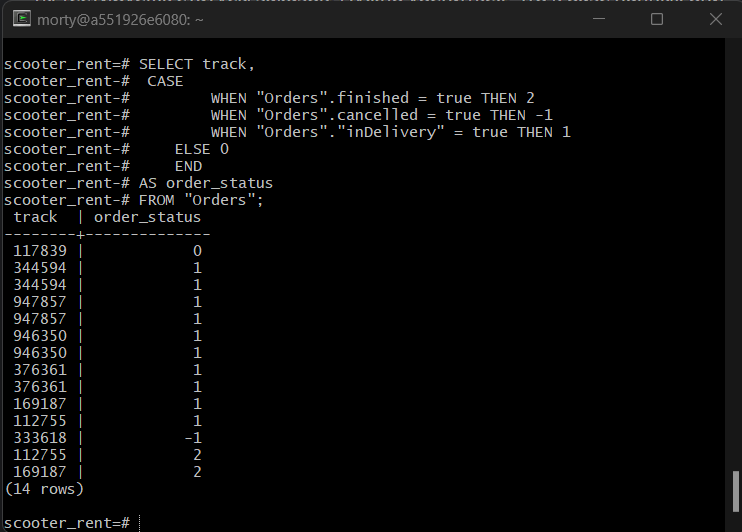 morty@a551926e6080: ~
scooter_rent=# SELECT track,
scooter_rent-#  CASE
scooter_rent-#         WHEN "Orders".finished = true THEN 2
scooter_rent-#         WHEN "Orders".cancelled = true THEN -1
scooter_rent-#         WHEN "Orders"."inDelivery" = true THEN 1
scooter_rent-#     ELSE 0
scooter_rent-#     END
scooter_rent-# AS order_status
scooter_rent-# FROM "Orders";
 track  | order_status
--------+--------------
 117839 |            0
 344594 |            1
 344594 |            1
 947857 |            1
 947857 |            1
 946350 |            1
 946350 |            1
 376361 |            1
 376361 |            1
 169187 |            1
 112755 |            1
 333618 |           -1
 112755 |            2
 169187 |            2
(14 rows)
scooter_rent=#